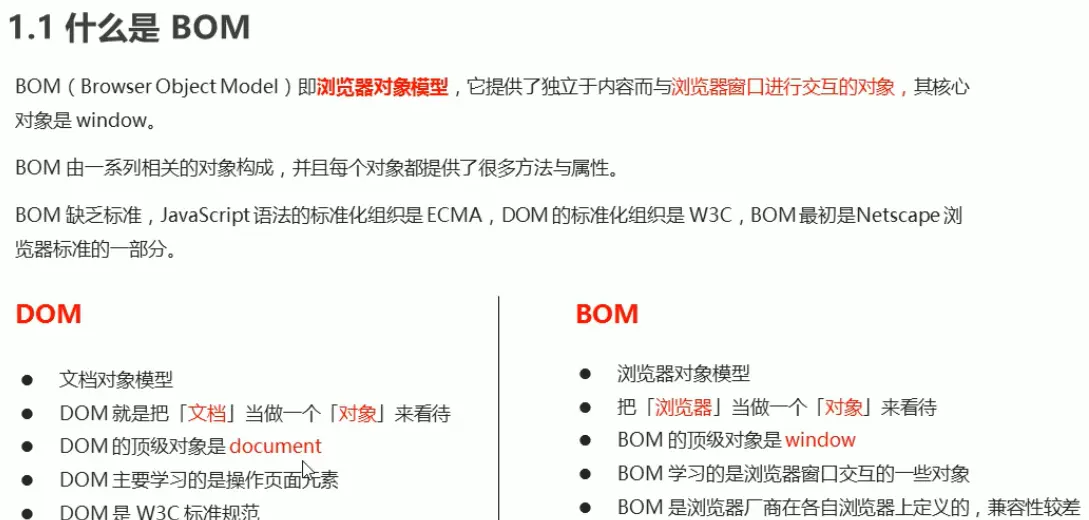 1.1 什么是 BOM
BOM（Browser Object Model）即浏览器对象模型，它提供了独立于内容而与浏览器窗口进行交互的对象，其核心
对象是 window。
BOM 由一系列相关的对象构成，并且每个对象都提供了很多方法与属性。
BOM 缺乏标准，JavaScript 语法的标准化组织是 ECMA，DOM 的标准化组织是 W3C，BOM 最初是Netscape 浏
览器标准的一部分。
DOM
文档对象模型
DOM 就是把「文档」当做一个「对象」来看待
DOM 的顶级对象是 document
DOM 主要学习的是操作页面元素
DOM 是 W3C 标准规范
BOM
浏览器对象模型
把「浏览器」当做一个「对象」来看待
BOM 的顶级对象是 window
BOM 学习的是浏览器窗口交互的一些对象
BOM 是浏览器厂商在各自浏览器上定义的，兼容性较差